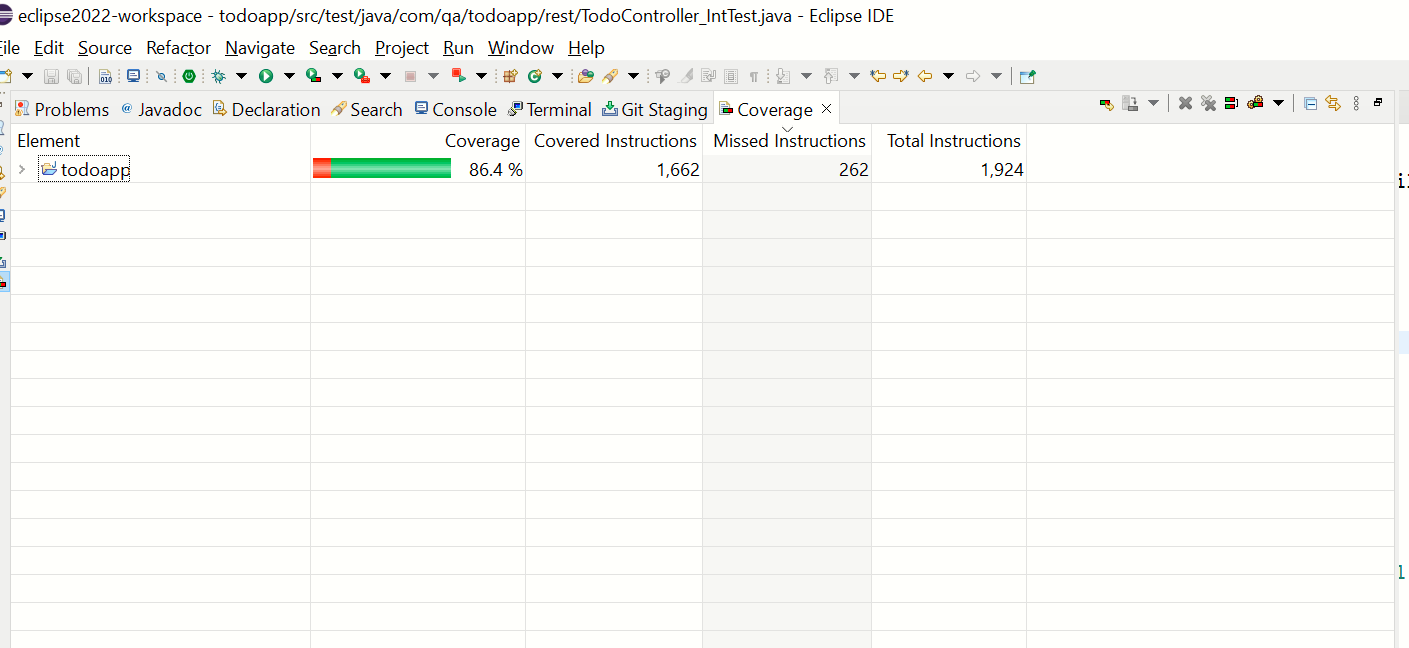 eclipse2022-workspace - todoapp/src/test/java/com/qa/todoapp/rest/TodoController_IntTest.java - Eclipse IDE
File Edit Source Refactor Navigate Search Project Run Window Help
Problems Javadoc Declaration Search Console Terminal Git Staging Coverage
Element Coverage Covered Instructions Missed Instructions Total Instructions
todoapp 86.4 % 1,662 262 1,924